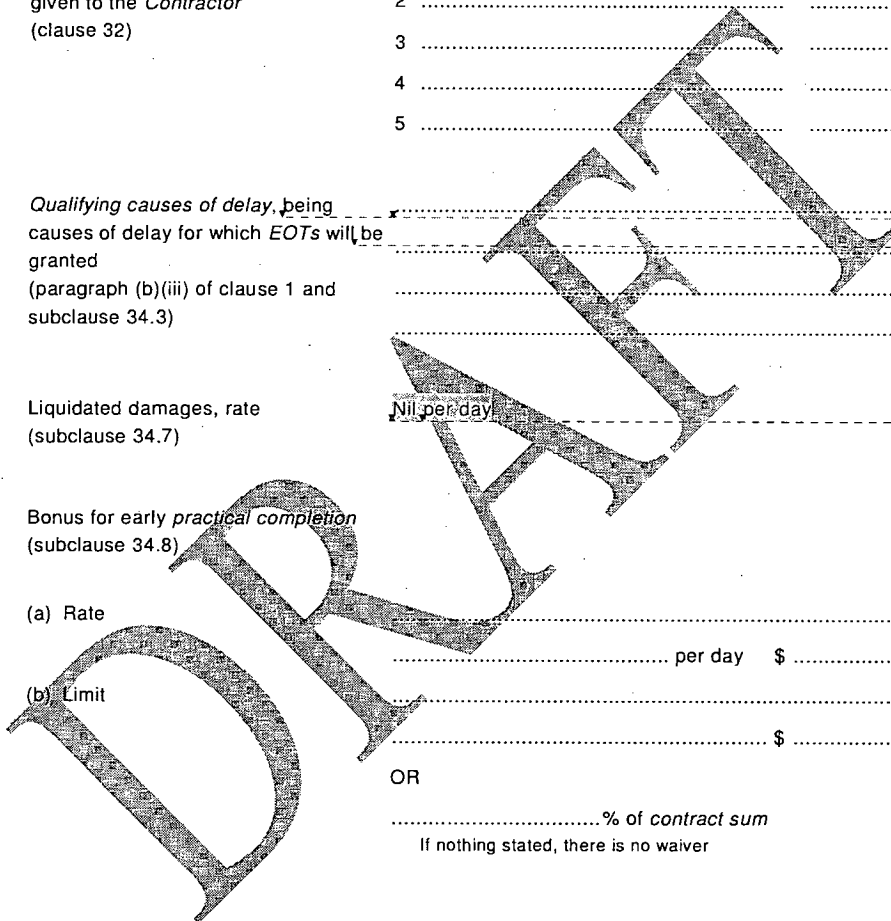 given to the Contractor
(clause 32)
2 ........................................
3 ........................................
4 ........................................
5 ........................................
Qualifying causes of delay, being
causes of delay for which EOTs will be
granted
(paragraph (b)(iii) of clause 1 and
subclause 34.3)
Liquidated damages, rate
(subclause 34.7)
Nil per day
Bonus for early practical completion
(subclause 34.8)
(a) Rate
........................................ per day $ ............
(b) Limit
........................................ $ ............
OR
..............................% of contract sum
If nothing stated, there is no waiver
DRAFT